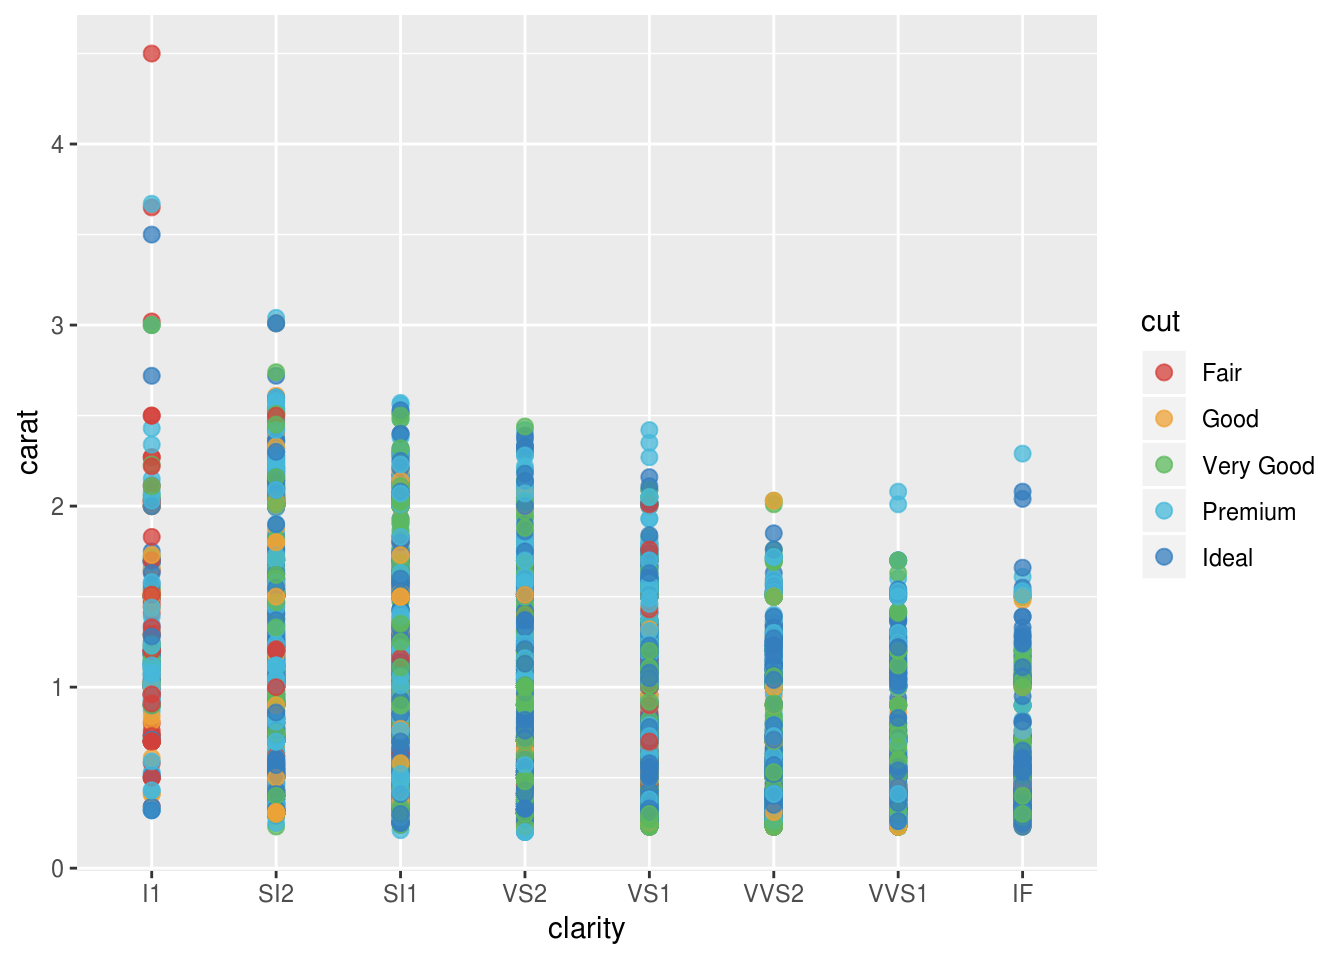 4
3
2
1
0
carat
I1 SI2 SI1 VS2 VS1 VVS2 VVS1 IF
clarity
cut
Fair
Good
Very Good
Premium
Ideal